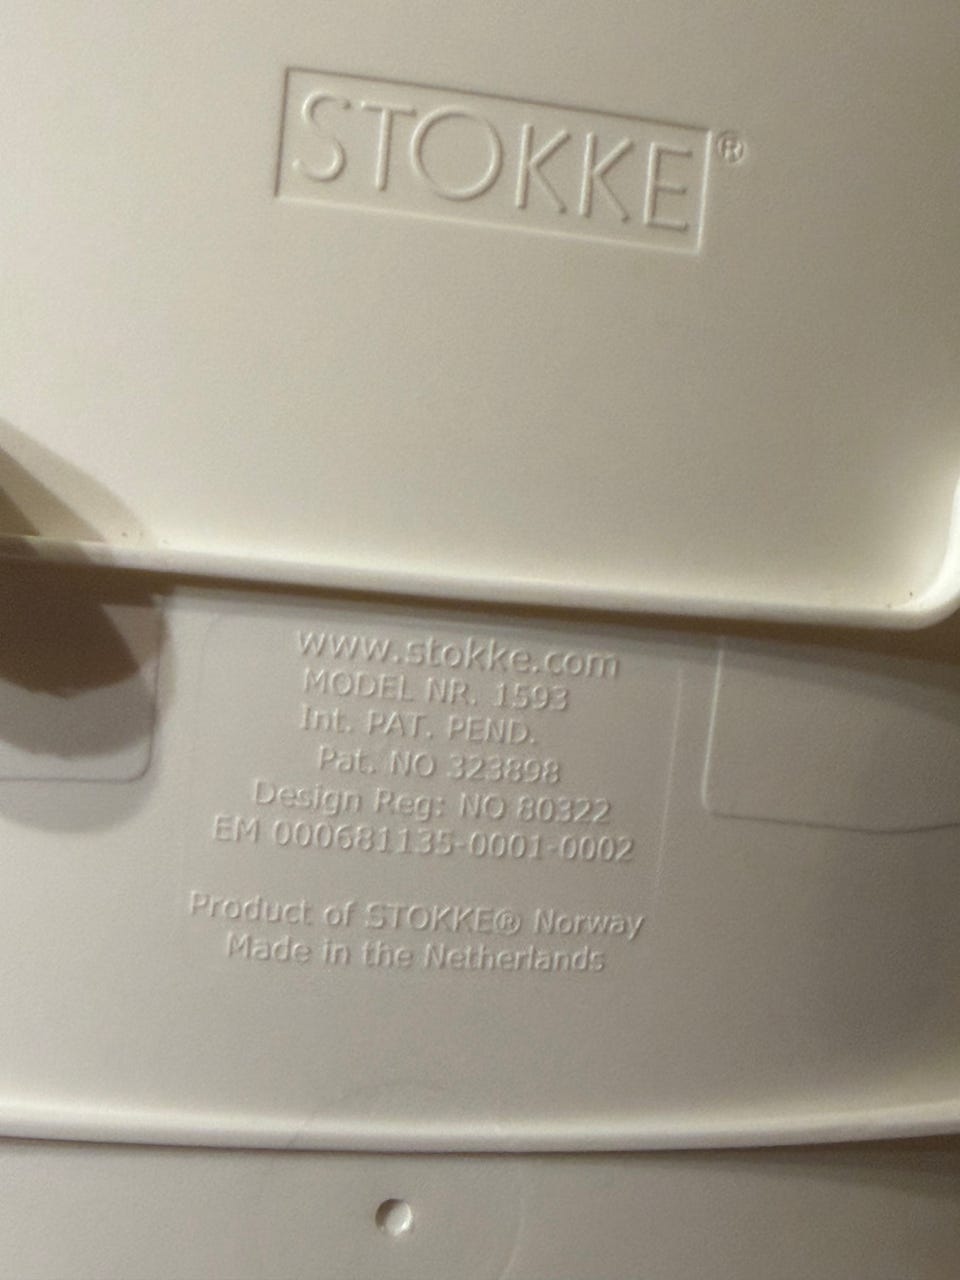 STOKKE®
www.stokke.com
MODEL NR. 1593
Int. PAT. PEND.
Pat. NO 323898
Design Reg: NO 80322
EM 000681135-0001-0002
Product of STOKKE® Norway
Made in the Netherlands